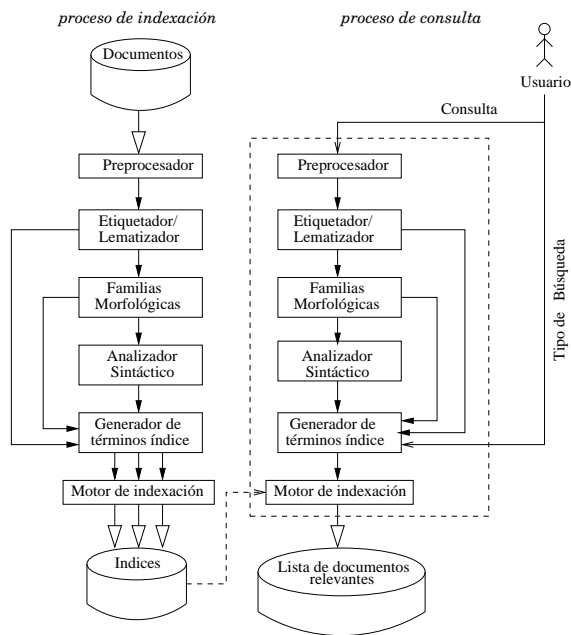 proceso de indexación
proceso de consulta
Documentos
Usuario
Consulta
Preprocesador
Preprocesador
Etiquetador/
Lematizador
Etiquetador/
Lematizador
Familias
Morfológicas
Familias
Morfológicas
Tipo de Búsqueda
Analizador
Sintáctico
Analizador
Sintáctico
Generador de
términos índice
Generador de
términos índice
Motor de indexación
Motor de indexación
Indices
Lista de documentos
relevantes